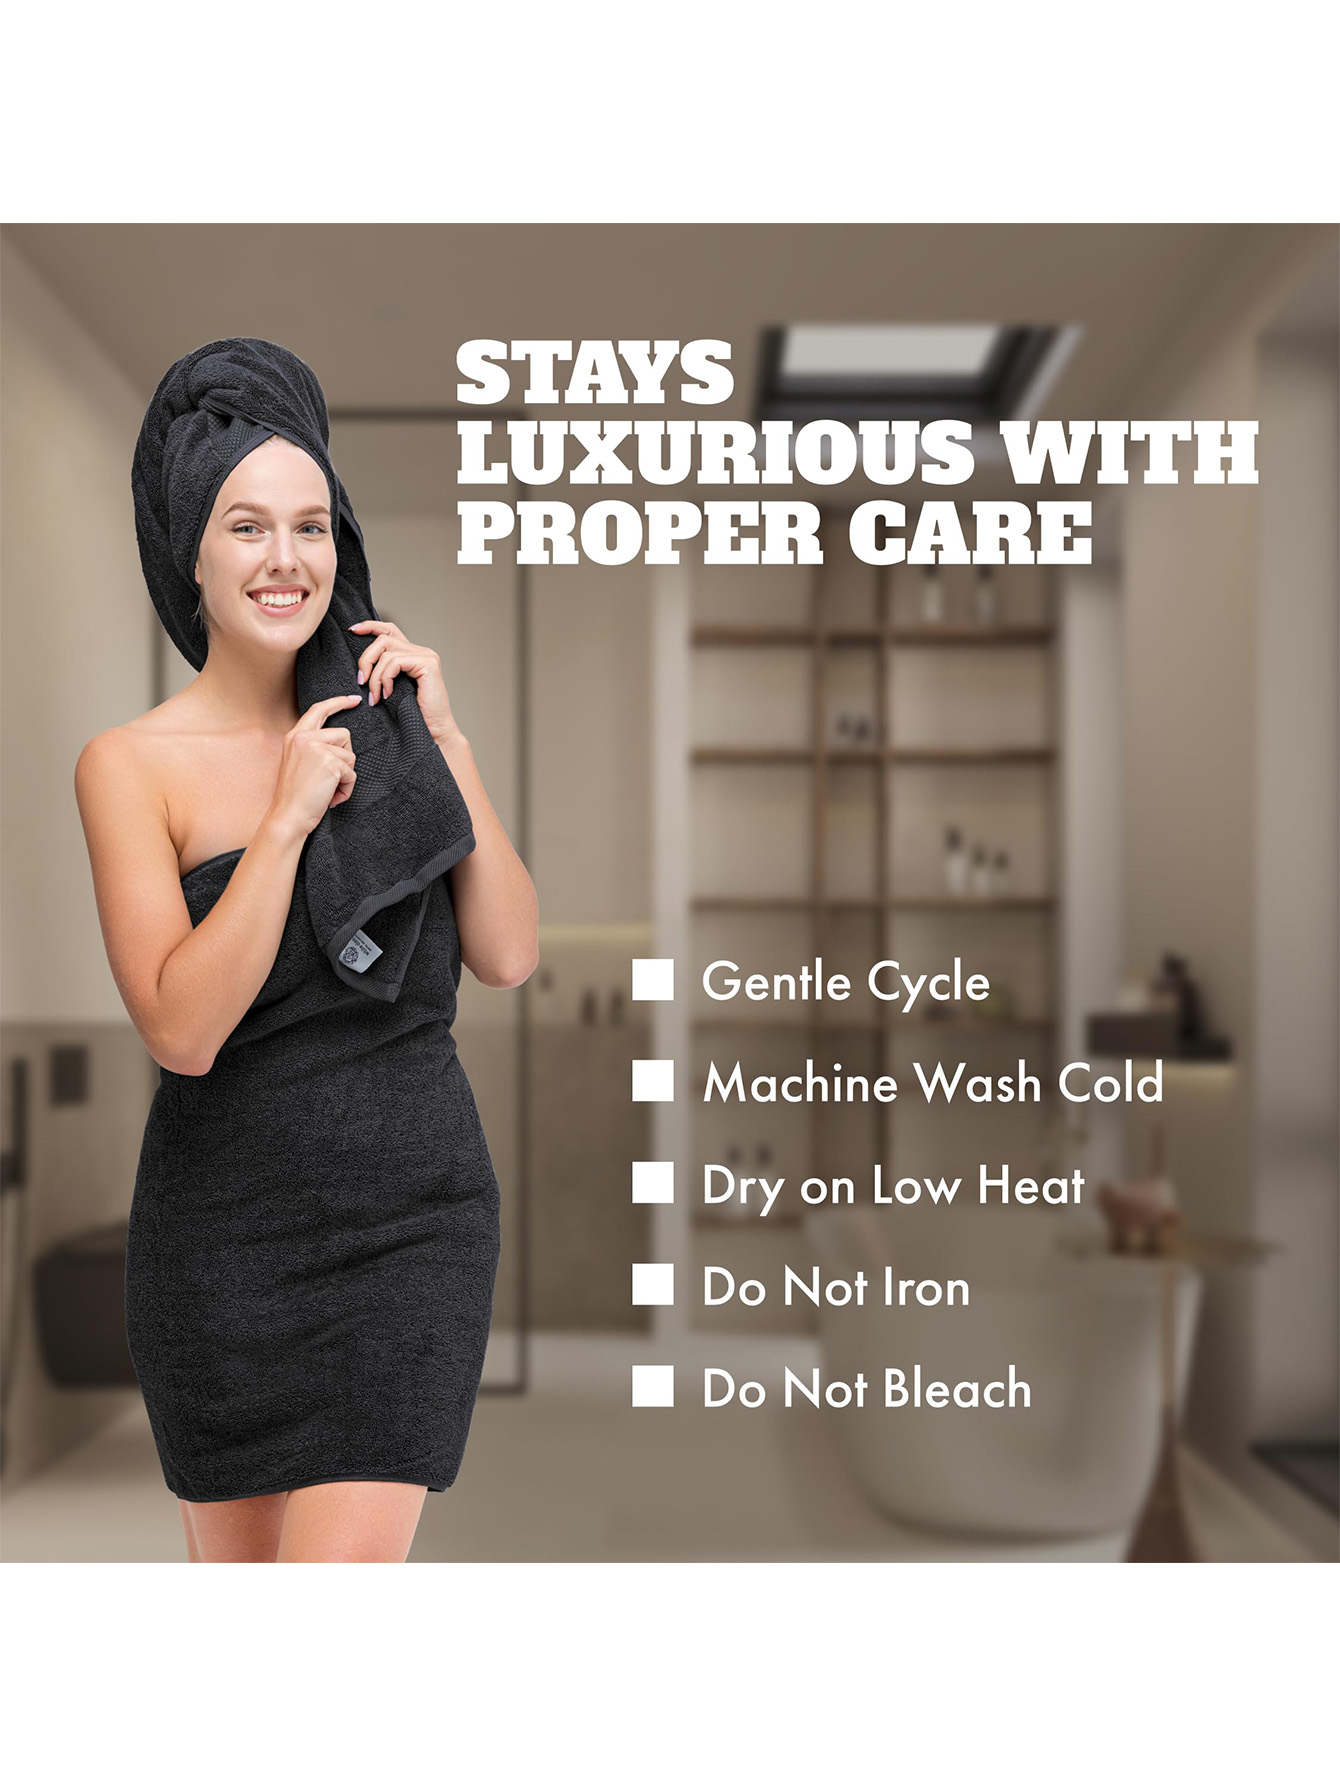 STAYS
LUXURIOUS WITH
PROPER CARE
Gentle Cycle
Machine Wash Cold
Dry on Low Heat
Do Not Iron
Do Not Bleach